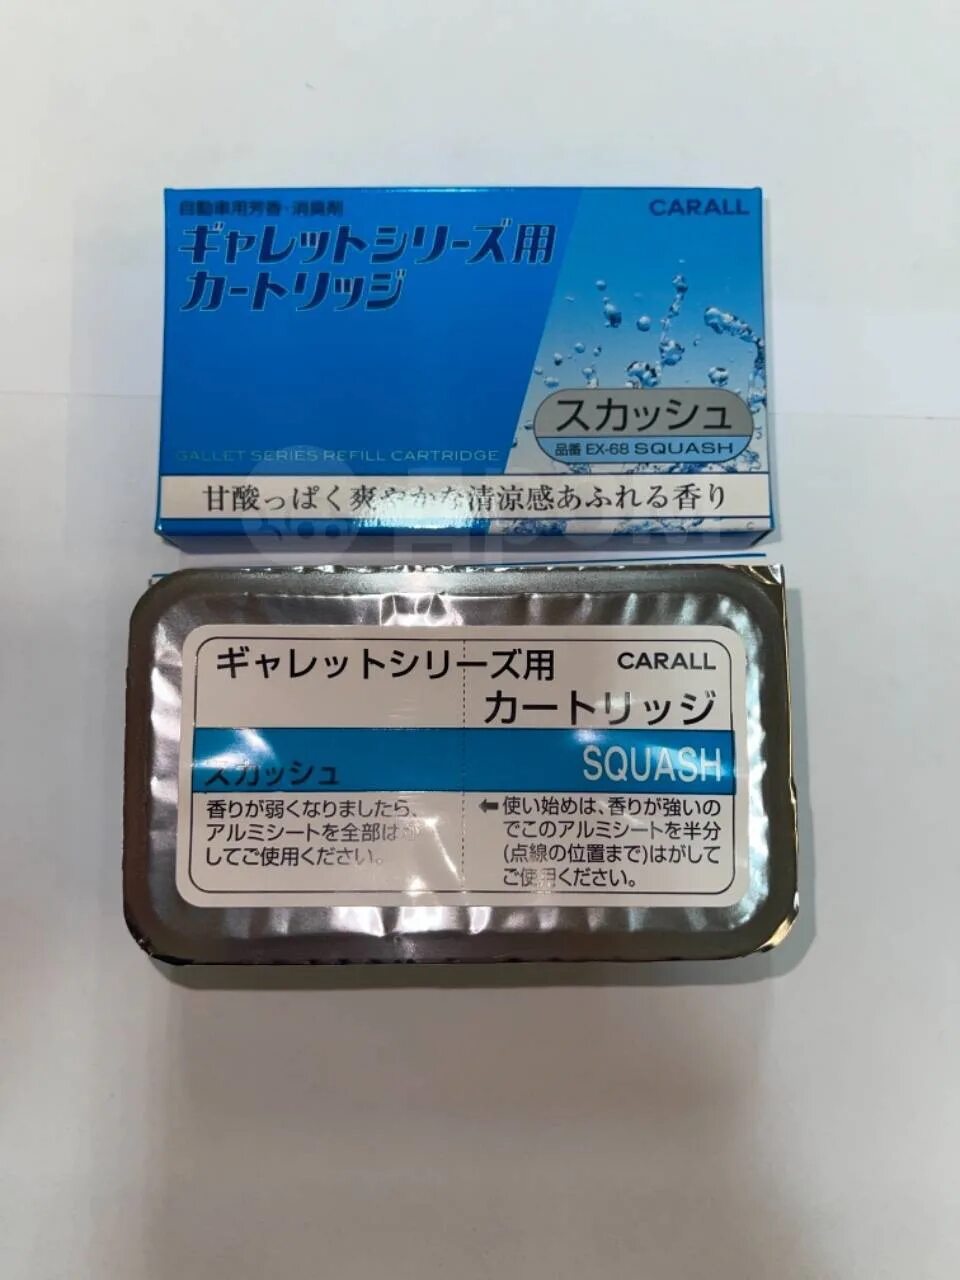 自動車用芳香・消臭剤
CARALL
ギャレットシリーズ用
カートリッジ
スカッシュ
品番 EX-68 SQUASH
GALLET SERIES REFILL CARTRIDGE
甘酸っぱく爽やかな清涼感あふれる香り
ギャレットシリーズ用
CARALL
カートリッジ
スカッシュ
SQUASH
香りが弱くなりましたら、
アルミシートを全部はが
してご使用ください。
←使い始めは、香りが強いの
でこのアルミシートを半分
(点線の位置まで)はがして
ご使用ください。